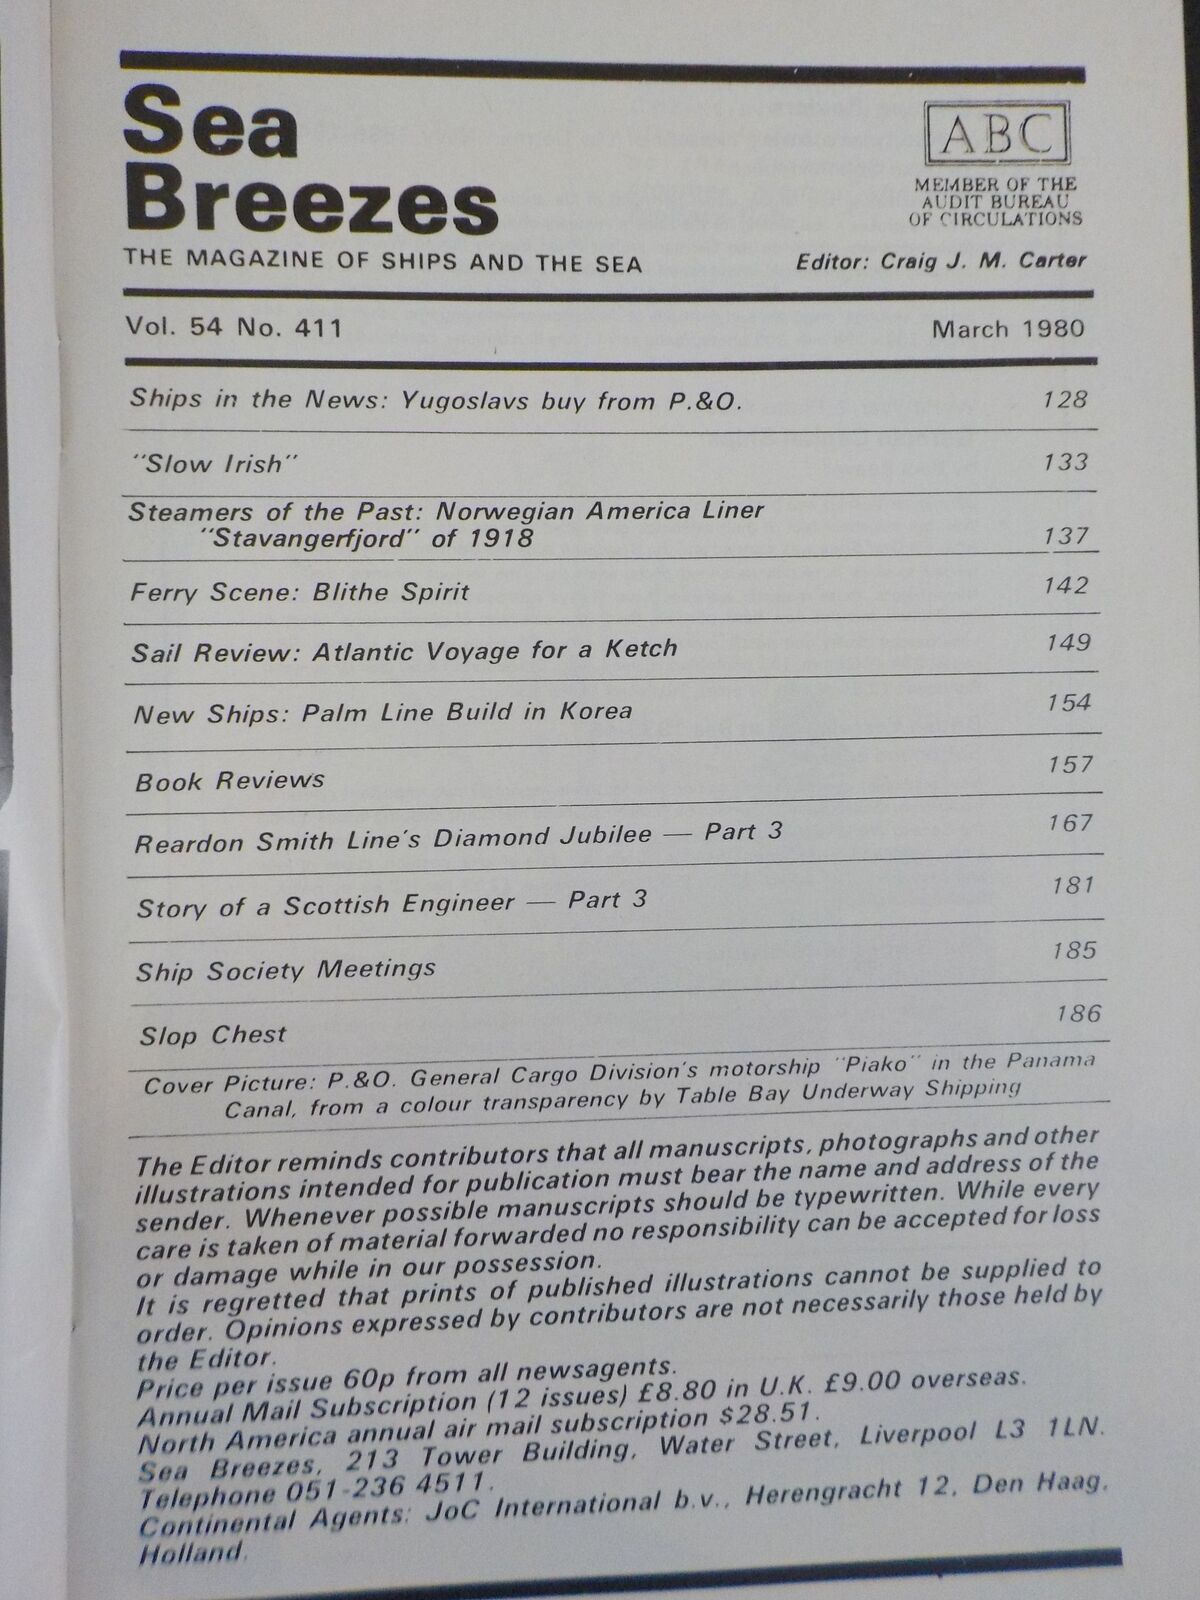 Sea
Breezes
THE MAGAZINE OF SHIPS AND THE SEA
ABC
MEMBER OF THE
AUDIT BUREAU
OF CIRCULATIONS
Editor: Craig J. M. Carter
Vol. 54 No. 411 March 1980
Ships in the News: Yugoslavs buy from P.&O. 128
"Slow Irish" 133
Steamers of the Past: Norwegian America Liner
"Stavangerfjord" of 1918 137
Ferry Scene: Blithe Spirit 142
Sail Review: Atlantic Voyage for a Ketch 149
New Ships: Palm Line Build in Korea 154
Book Reviews 157
Reardon Smith Line's Diamond Jubilee — Part 3 167
Story of a Scottish Engineer — Part 3 181
Ship Society Meetings 185
Slop Chest 186
Cover Picture: P.&O. General Cargo Division's motorship "Piako" in the Panama
Canal, from a colour transparency by Table Bay Underway Shipping
The Editor reminds contributors that all manuscripts, photographs and other
illustrations intended for publication must bear the name and address of the
sender. Whenever possible manuscripts should be typewritten. While every
care is taken of material forwarded no responsibility can be accepted for loss
or damage while in our possession.
It is regretted that prints of published illustrations cannot be supplied to
order. Opinions expressed by contributors are not necessarily those held by
the Editor.
Price per issue 60p from all newsagents.
Annual Mail Subscription (12 issues) £8.80 in U.K. £9.00 overseas.
North America annual air mail subscription $28.51.
Sea Breezes, 213 Tower Building, Water Street, Liverpool L3 1LN.
Telephone 051-236 4511.
Continental Agents: JoC International b.v., Herengracht 12, Den Haag,
Holland.